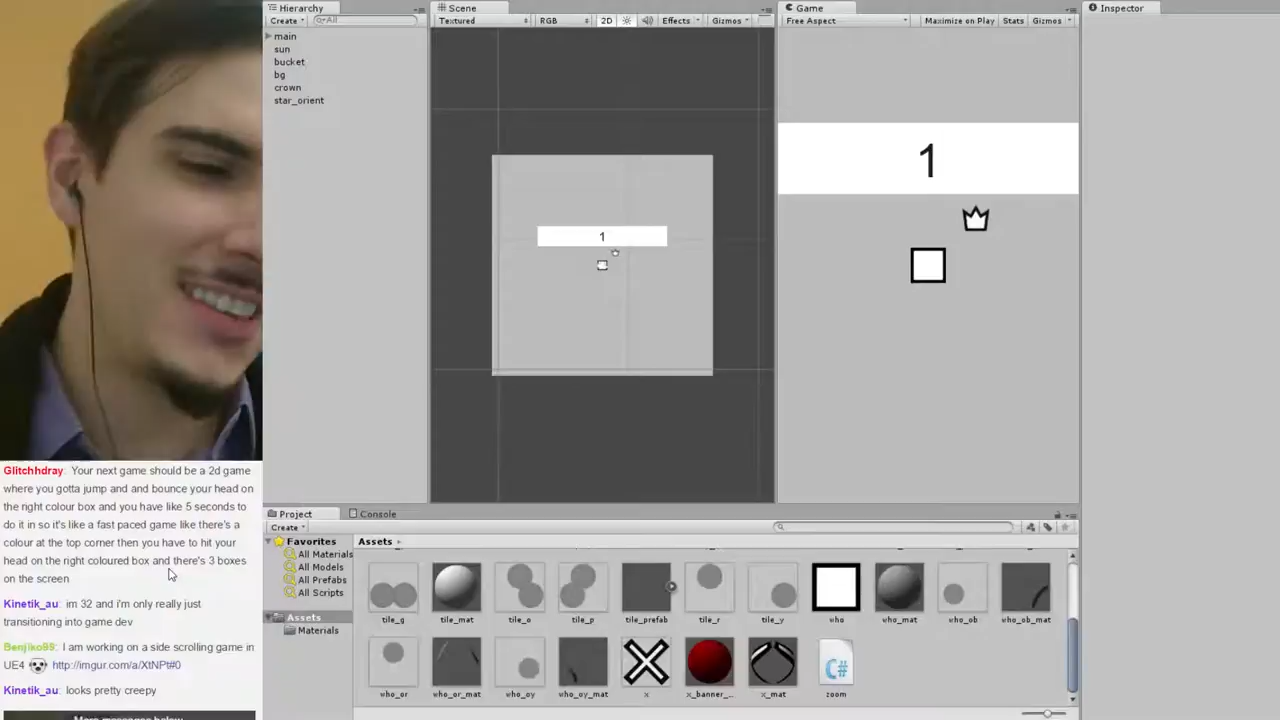 Hierarchy
Scene
Game
Inspector
Create
All
Textured
RGB
2D
Effects
Gizmos
Free Aspect
Maximize on Play
Stats
Gizmos
main
sun
bucket
bg
crown
star_orient
1
1
Glitchhdray: Your next game should be a 2d game
where you gotta jump and and bounce your head on
the right colour box and you have like 5 seconds to
do it in so it's like a fast paced game like there's a
colour at the top corner then you have to hit your
head on the right coloured box and there's 3 boxes
on the screen
Kinetik_au: im 32 and i'm only really just
transitioning into game dev
Benjiko99: I am working on a side scrolling game in
UE4 http://imgur.com/a/XtNPt#0
Kinetik_au: looks pretty creepy
More messages below
Project
Console
Create
Favorites
All Materials
All Models
All Prefabs
All Scripts
Assets
Materials
Assets
tile_g
tile_mat
tile_o
tile_p
tile_prefab
tile_r
tile_y
who
who_mat
who_ob
who_ob_mat
who_or
who_or_mat
who_oy
who_oy_mat
x
x_banner_...
x_mat
C#
zoom